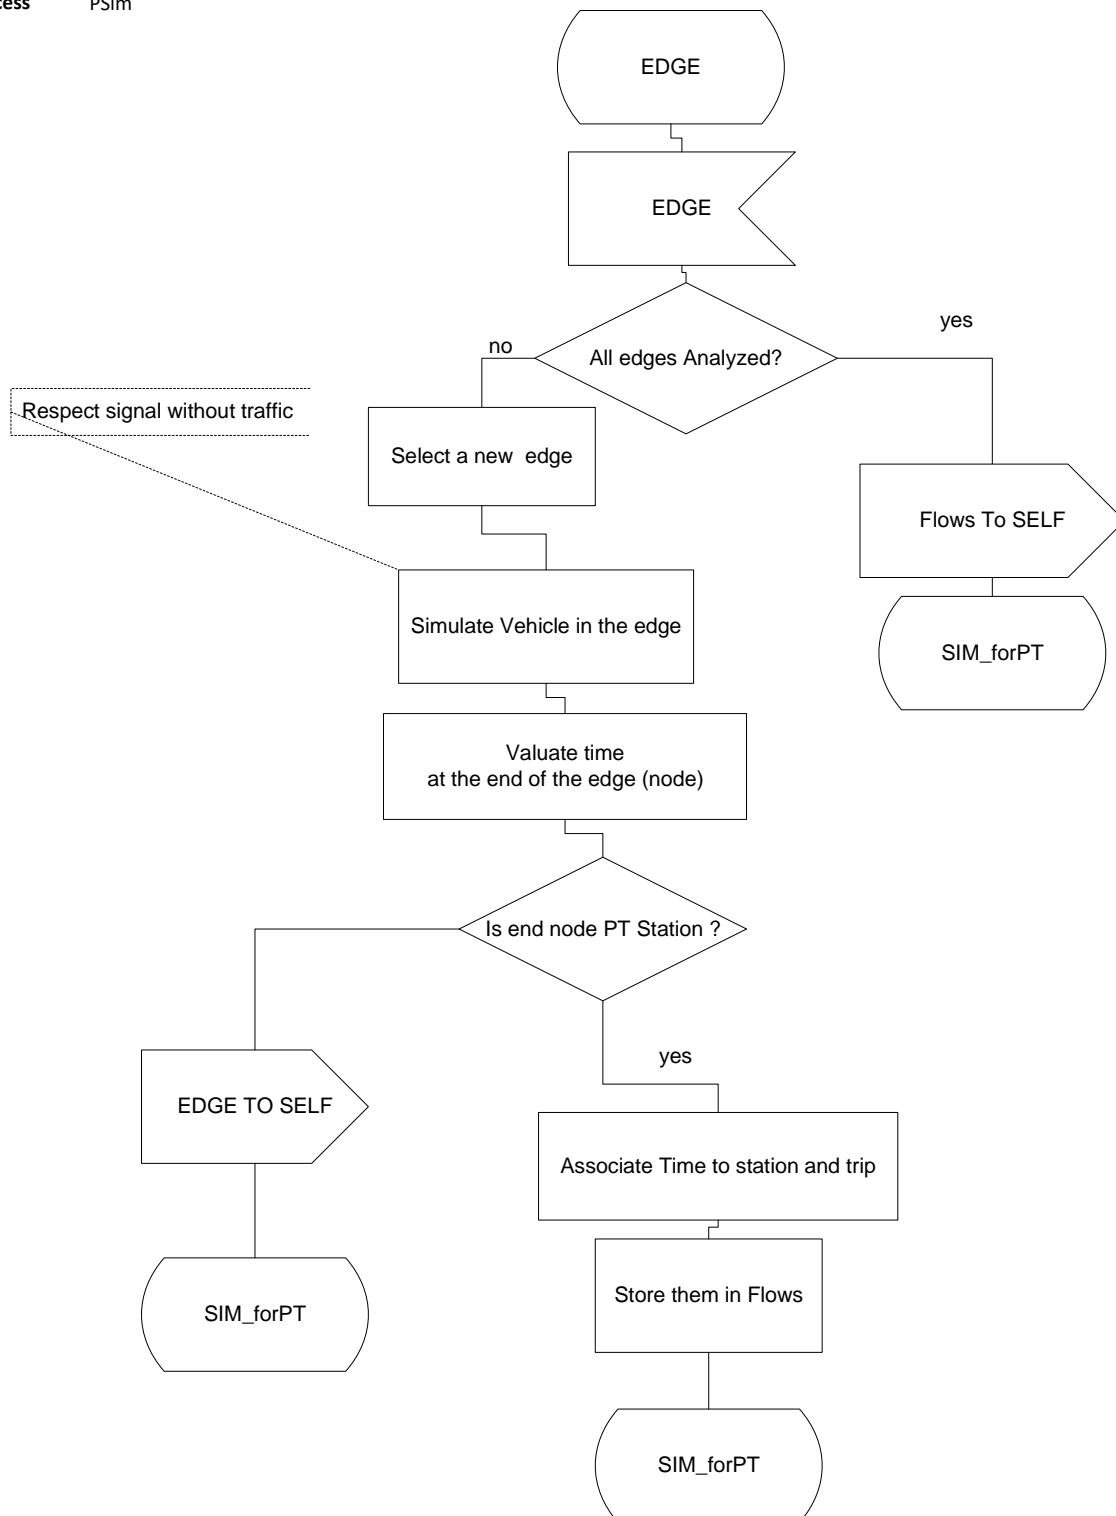 cess PSim
EDGE
EDGE
All edges Analyzed?
yes
no
Respect signal without traffic
Select a new edge
Flows To SELF
Simulate Vehicle in the edge
SIM_forPT
Valuate time
at the end of the edge (node)
Is end node PT Station ?
yes
EDGE TO SELF
Associate Time to station and trip
Store them in Flows
SIM_forPT
SIM_forPT